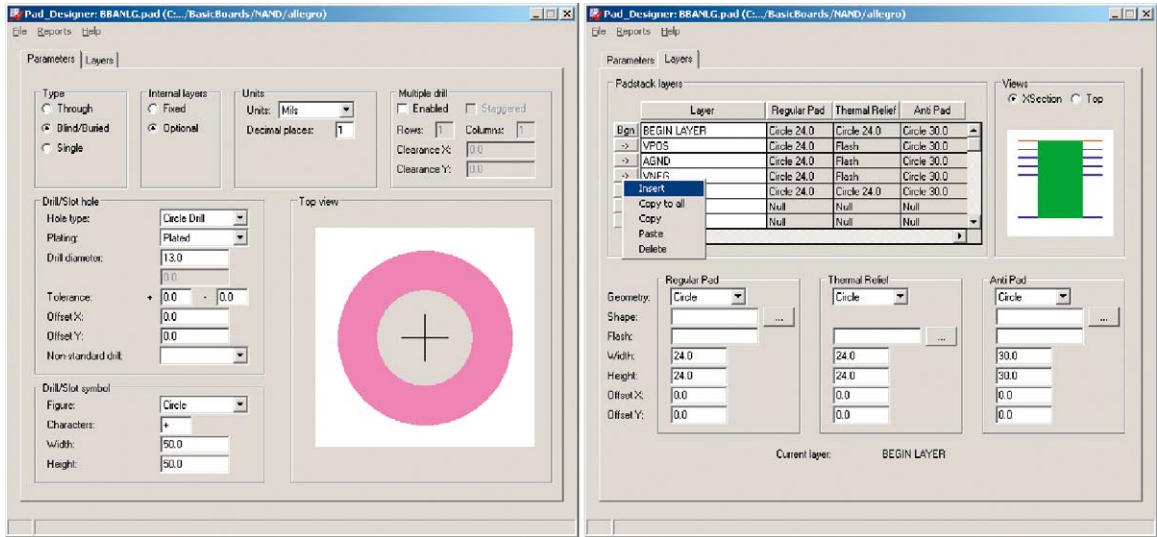 Pad_Designer: BBANLG.pad (C:.../BasicBoards/NAND/allegro)
File Reports Help
Parameters Layers
Type
Through
Blind/Buried
Single
Internal layers
Fixed
Optional
Units
Units: Mils
Decimal places: 1
Multiple drill
Enabled Staggered
Rows: 1 Columns: 1
Clearance X: 0.0
Clearance Y: 0.0
Drill/Slot hole
Hole type: Circle Drill
Plating: Plated
Drill diameter: 13.0
0.0
Tolerance: + 0.0 - 0.0
Offset X: 0.0
Offset Y: 0.0
Non-standard drill:
Drill/Slot symbol
Figure: Circle
Characters: +
Width: 50.0
Height: 50.0
Top view
Pad_Designer: BBANLG.pad (C:.../BasicBoards/NAND/allegro)
File Reports Help
Parameters Layers
Padstack layers
Layer Regular Pad Thermal Relief Anti Pad
Bgn BEGIN LAYER Circle 24.0 Circle 24.0 Circle 30.0
-> VPOS Circle 24.0 Flash Circle 30.0
-> AGND Circle 24.0 Flash Circle 30.0
-> VNEG Circle 24.0 Flash Circle 30.0
Circle 24.0 Circle 24.0 Circle 30.0
Null Null Null
Null Null Null
Insert
Copy to all
Copy
Paste
Delete
Views
XSection Top
Regular Pad Thermal Relief Anti Pad
Geometry: Circle Circle Circle
Shape: ... ...
Flash: ...
Width: 24.0 24.0 30.0
Height: 24.0 24.0 30.0
Offset X: 0.0 0.0 0.0
Offset Y: 0.0 0.0 0.0
Current layer: BEGIN LAYER